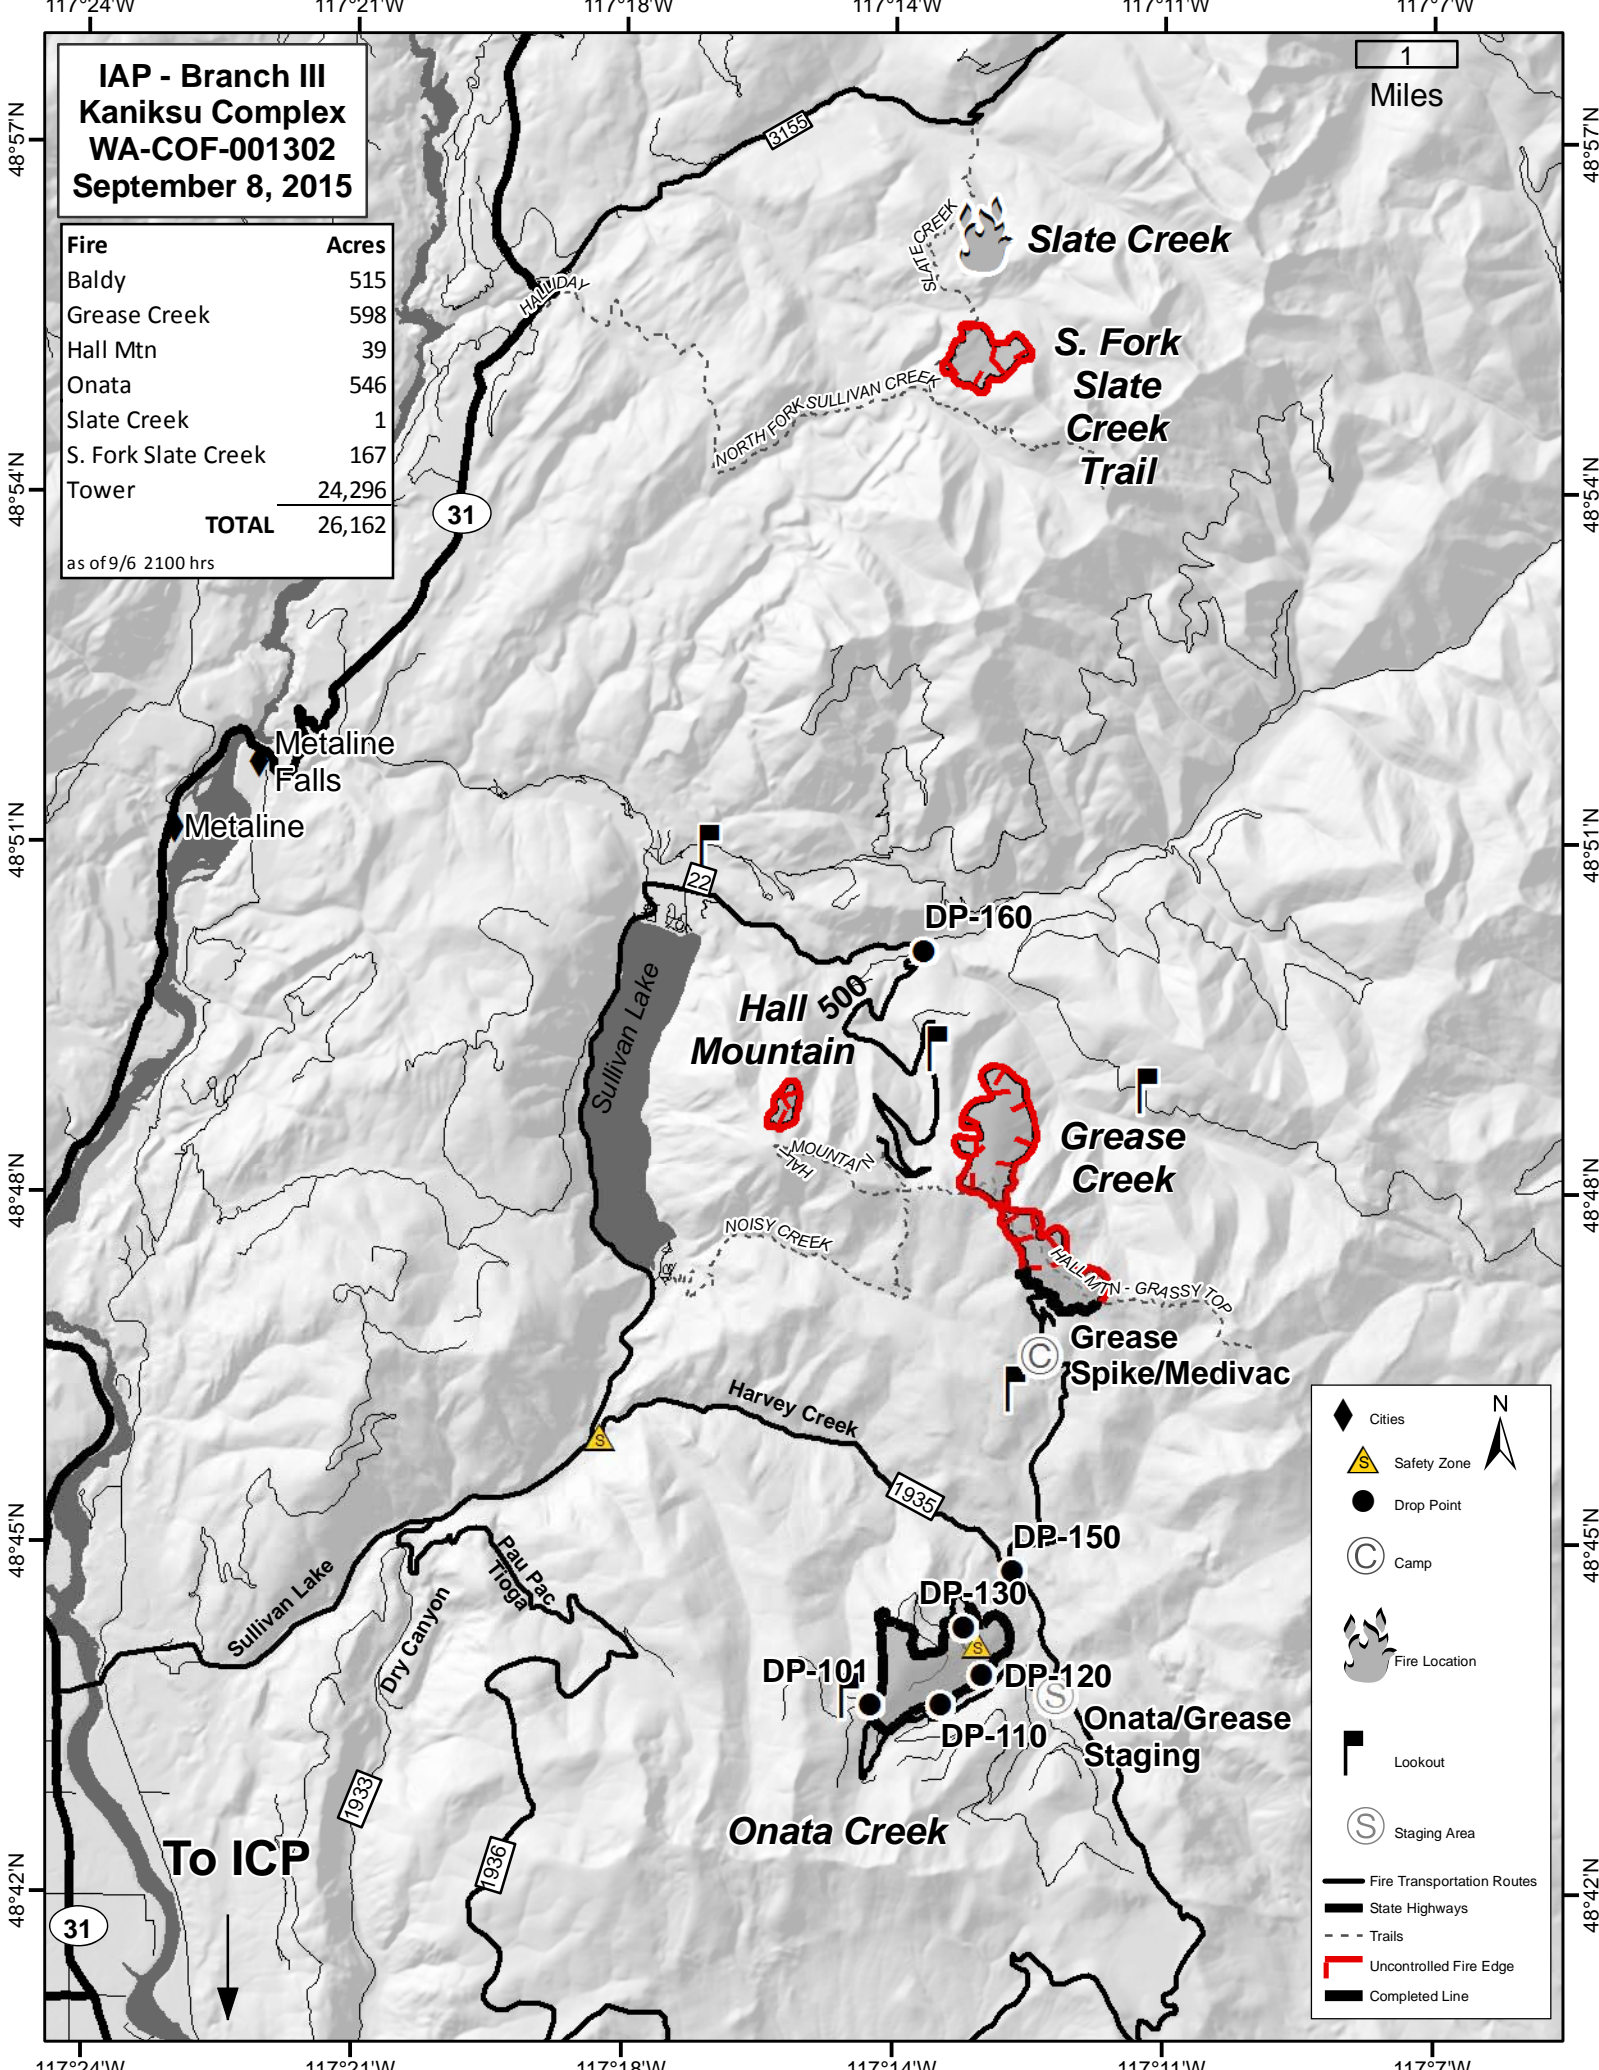 117°24'W 117°21'W 117°18'W 117°14'W 117°11'W 117°7'W
IAP - Branch III
Kaniksu Complex
WA-COF-001302
September 8, 2015
1
Miles
48°57'N
48°57'N
3155
Fire Acres
Baldy 515
Grease Creek 598
Hall Mtn 39
Onata 546
Slate Creek 1
S. Fork Slate Creek 167
Tower 24,296
TOTAL 26,162
as of 9/6 2100 hrs
SLATE CREEK
Slate Creek
HALLIDAY
S. Fork
Slate
Creek
Trail
NORTH FORK SULLIVAN CREEK
48°54'N
48°54'N
31
Metaline
Falls
Metaline
48°51'N
48°51'N
22
DP-160
500
Sullivan Lake
Hall
Mountain
Grease
Creek
HALL MOUNTAIN
48°48'N
48°48'N
NOISY CREEK
HALL MTN - GRASSY TOP
Grease
Spike/Medivac
C
Harvey Creek
S
1935
48°45'N
48°45'N
DP-150
Pau Pac
Tioga
Sullivan Lake
Dry Canyon
DP-130
S
DP-101
DP-120
S
DP-110
Onata/Grease
Staging
1933
Onata Creek
To ICP
1936
48°42'N
48°42'N
31
N
Cities
S Safety Zone
Drop Point
C Camp
Fire Location
Lookout
S Staging Area
Fire Transportation Routes
State Highways
Trails
Uncontrolled Fire Edge
Completed Line
117°24'W 117°21'W 117°18'W 117°14'W 117°11'W 117°7'W